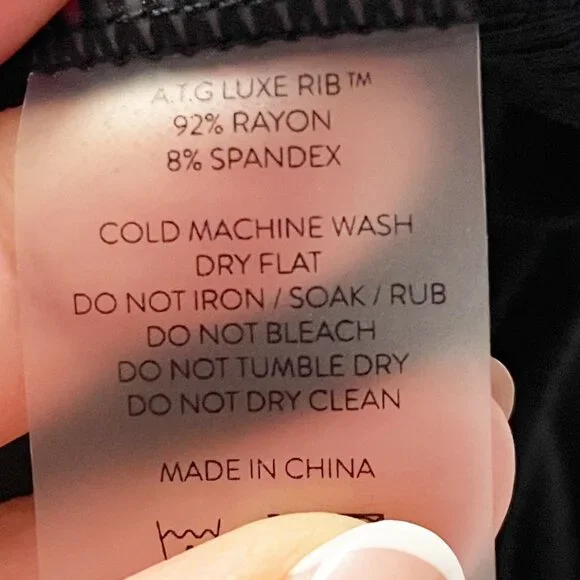 A.T.G LUXE RIB™
92% RAYON
8% SPANDEX
COLD MACHINE WASH
DRY FLAT
DO NOT IRON / SOAK / RUB
DO NOT BLEACH
DO NOT TUMBLE DRY
DO NOT DRY CLEAN
MADE IN CHINA